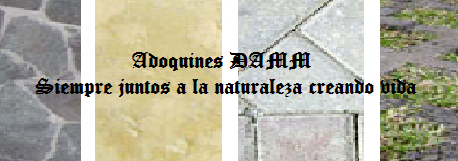 Adoquines DAMM
Siempre juntos a la naturaleza creando vida